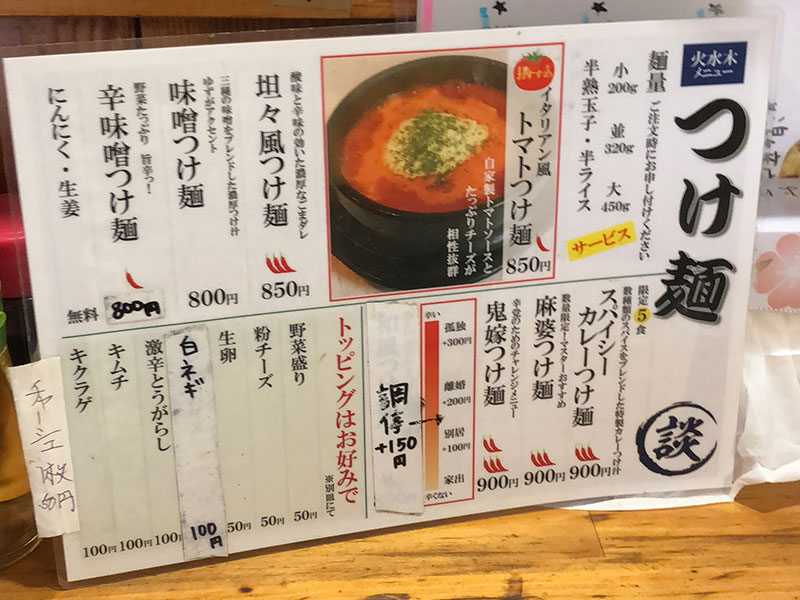 火水木
メニュー
つけ麺
談
麺量 ご注文時にお申し付けください
小 並 大
200g 320g 450g
半熟玉子・半ライス
サービス
おすすめ
イタリアン風
トマトつけ麺
850円
自家製トマトソースと
たっぷりチーズが
相性抜群
酸味と辛味の効いた濃厚なごまダレ
坦々風つけ麺
850円
三種の味噌をブレンドした濃厚つけ汁
ゆずがアクセント
味噌つけ麺
800円
野菜たっぷり 旨辛っ!
辛味噌つけ麺
800円
にんにく・生姜
無料
限定5食
数種類のスパイスをブレンドした特製カレーつけ汁
スパイシー
カレーつけ麺
900円
数量限定!マスターおすすめ
麻婆つけ麺
900円
辛党のためのチャレンジメニュー
鬼嫁つけ麺
900円
辛い
孤独
+300円
離婚
+200円
別居
+100円
家出
辛くない
調停
+150円
トッピングはお好みで
※別皿にて
野菜盛り
50円
粉チーズ
50円
生卵
50円
白ネギ
100円
激辛とうがらし
100
キムチ
100円
キクラゲ
100円
チャーシュー
1枚
50円